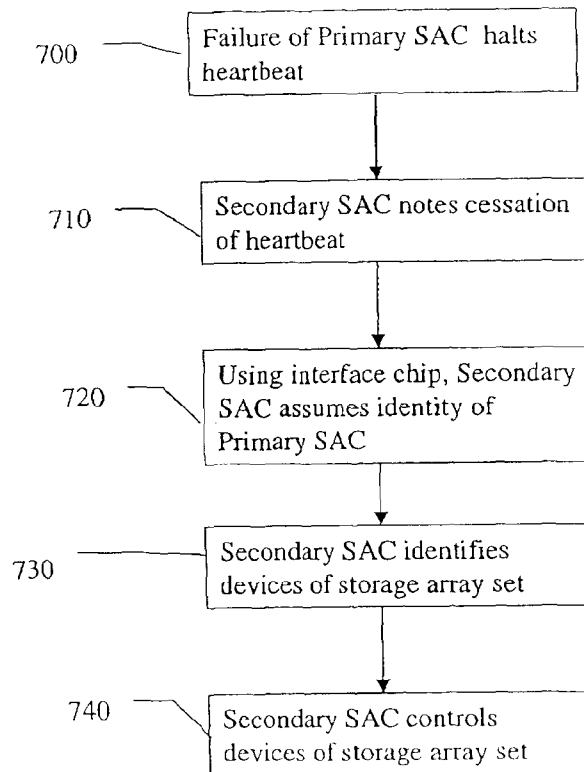 700
Failure of Primary SAC halts
heartbeat
710
Secondary SAC notes cessation
of heartbeat
720
Using interface chip, Secondary
SAC assumes identity of
Primary SAC
730
Secondary SAC identifies
devices of storage array set
740
Secondary SAC controls
devices of storage array set